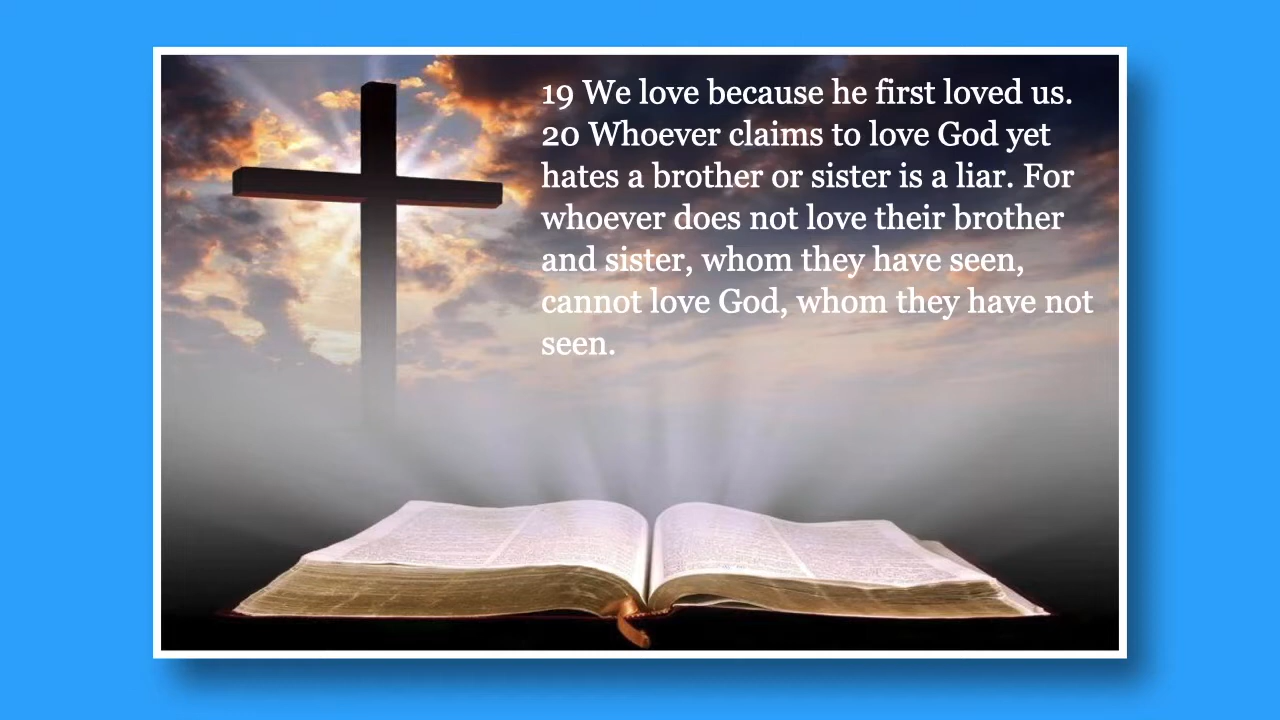 19 We love because he first loved us.
20 Whoever claims to love God yet
hates a brother or sister is a liar. For
whoever does not love their brother
and sister, whom they have seen,
cannot love God, whom they have not
seen.